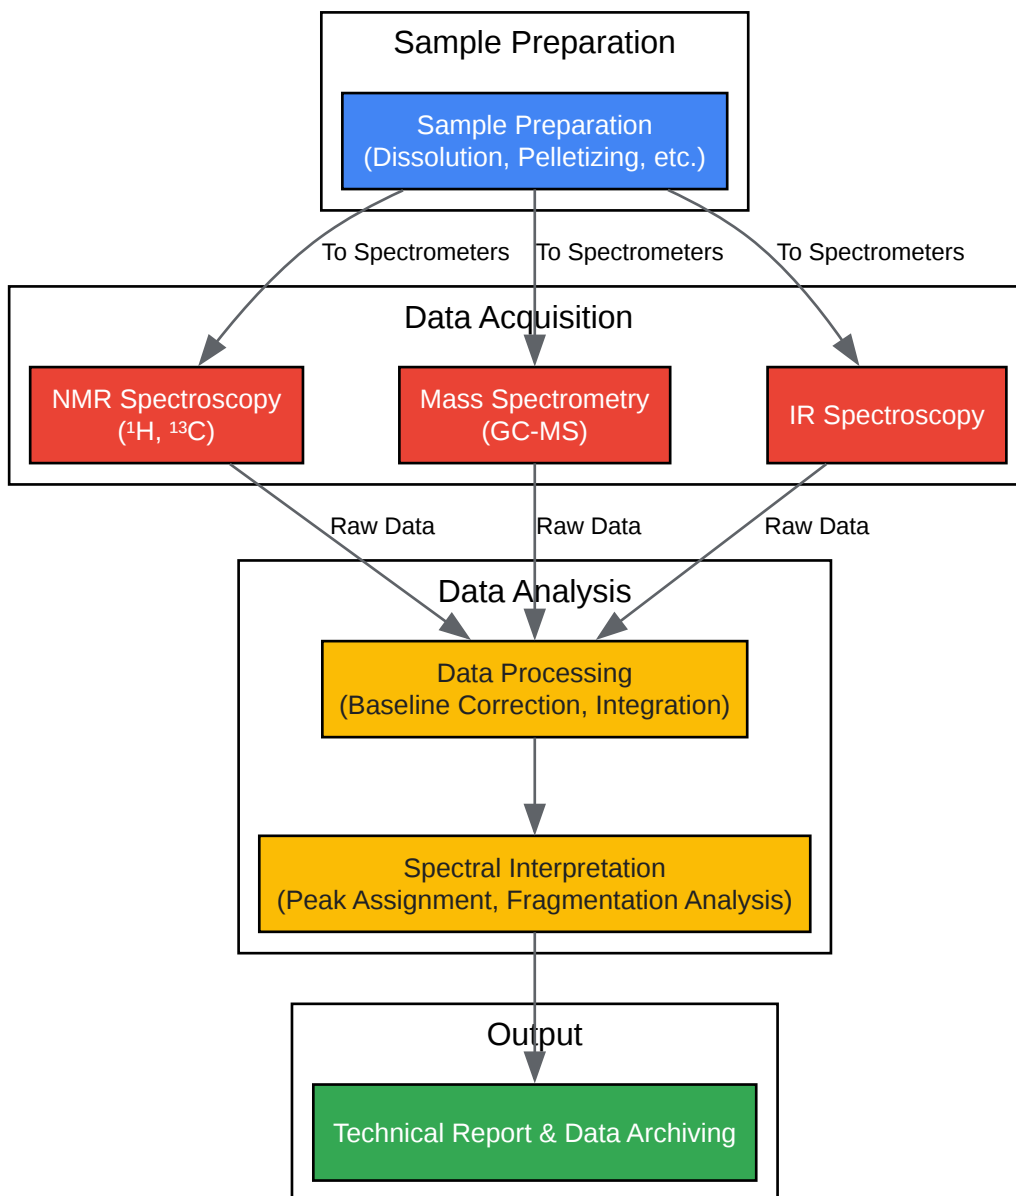 Sample Preparation
Sample Preparation
(Dissolution, Pelletizing, etc.)
To Spectrometers
To Spectrometers
To Spectrometers
Data Acquisition
NMR Spectroscopy
(¹H, ¹³C)
Mass Spectrometry
(GC-MS)
IR Spectroscopy
Raw Data
Raw Data
Raw Data
Data Analysis
Data Processing
(Baseline Correction, Integration)
Spectral Interpretation
(Peak Assignment, Fragmentation Analysis)
Output
Technical Report & Data Archiving